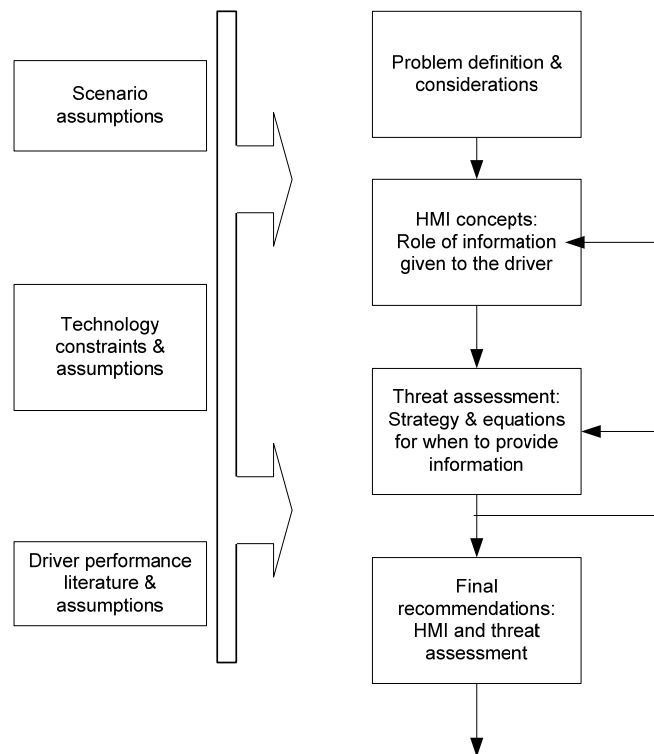 Scenario
assumptions
Technology
constraints &
assumptions
Driver performance
literature &
assumptions
Problem definition &
considerations
HMI concepts:
Role of information
given to the driver
Threat assessment:
Strategy & equations
for when to provide
information
Final
recommendations:
HMI and threat
assessment